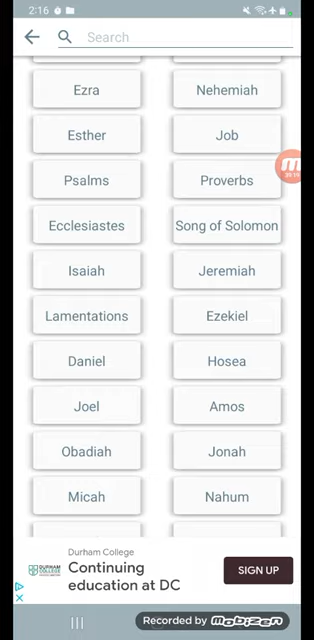 2:16
Search
Ezra
Nehemiah
Esther
Job
Psalms
Proverbs
Ecclesiastes
Song of Solomon
Isaiah
Jeremiah
Lamentations
Ezekiel
Daniel
Hosea
Joel
Amos
Obadiah
Jonah
Micah
Nahum
Durham College
DURHAM
COLLEGE
Continuing
education at DC
SIGN UP
Recorded by mobizen